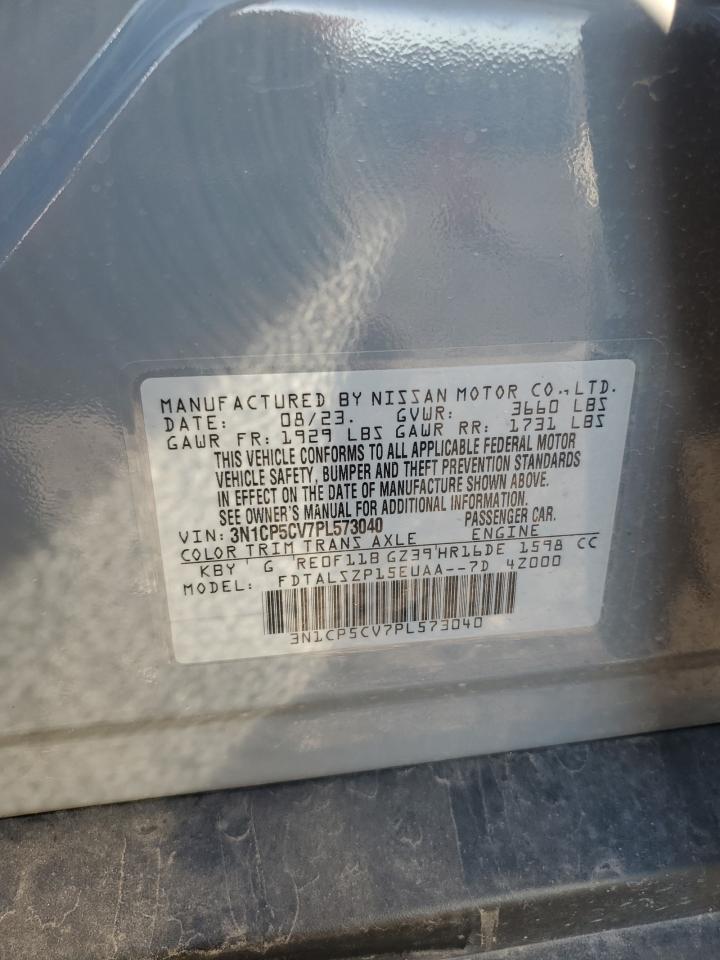 MANUFACTURED BY NISSAN MOTOR CO.,LTD.
DATE: 08/23. GVWR: 3660 LBS
GAWR FR: 1929 LBS GAWR RR: 1731 LBS
THIS VEHICLE CONFORMS TO ALL APPLICABLE FEDERAL MOTOR
VEHICLE SAFETY, BUMPER AND THEFT PREVENTION STANDARDS
IN EFFECT ON THE DATE OF MANUFACTURE SHOWN ABOVE.
SEE OWNER'S MANUAL FOR ADDITIONAL INFORMATION.
VIN: 3N1CP5CV7PL573040 PASSENGER CAR.
COLOR TRIM TRANS AXLE ENGINE
KBY G RE0F11B GZ39 HR16DE 1598 CC
MODEL: FDTALSZP15EUAA--7D 4Z000
3N1CP5CV7PL573040